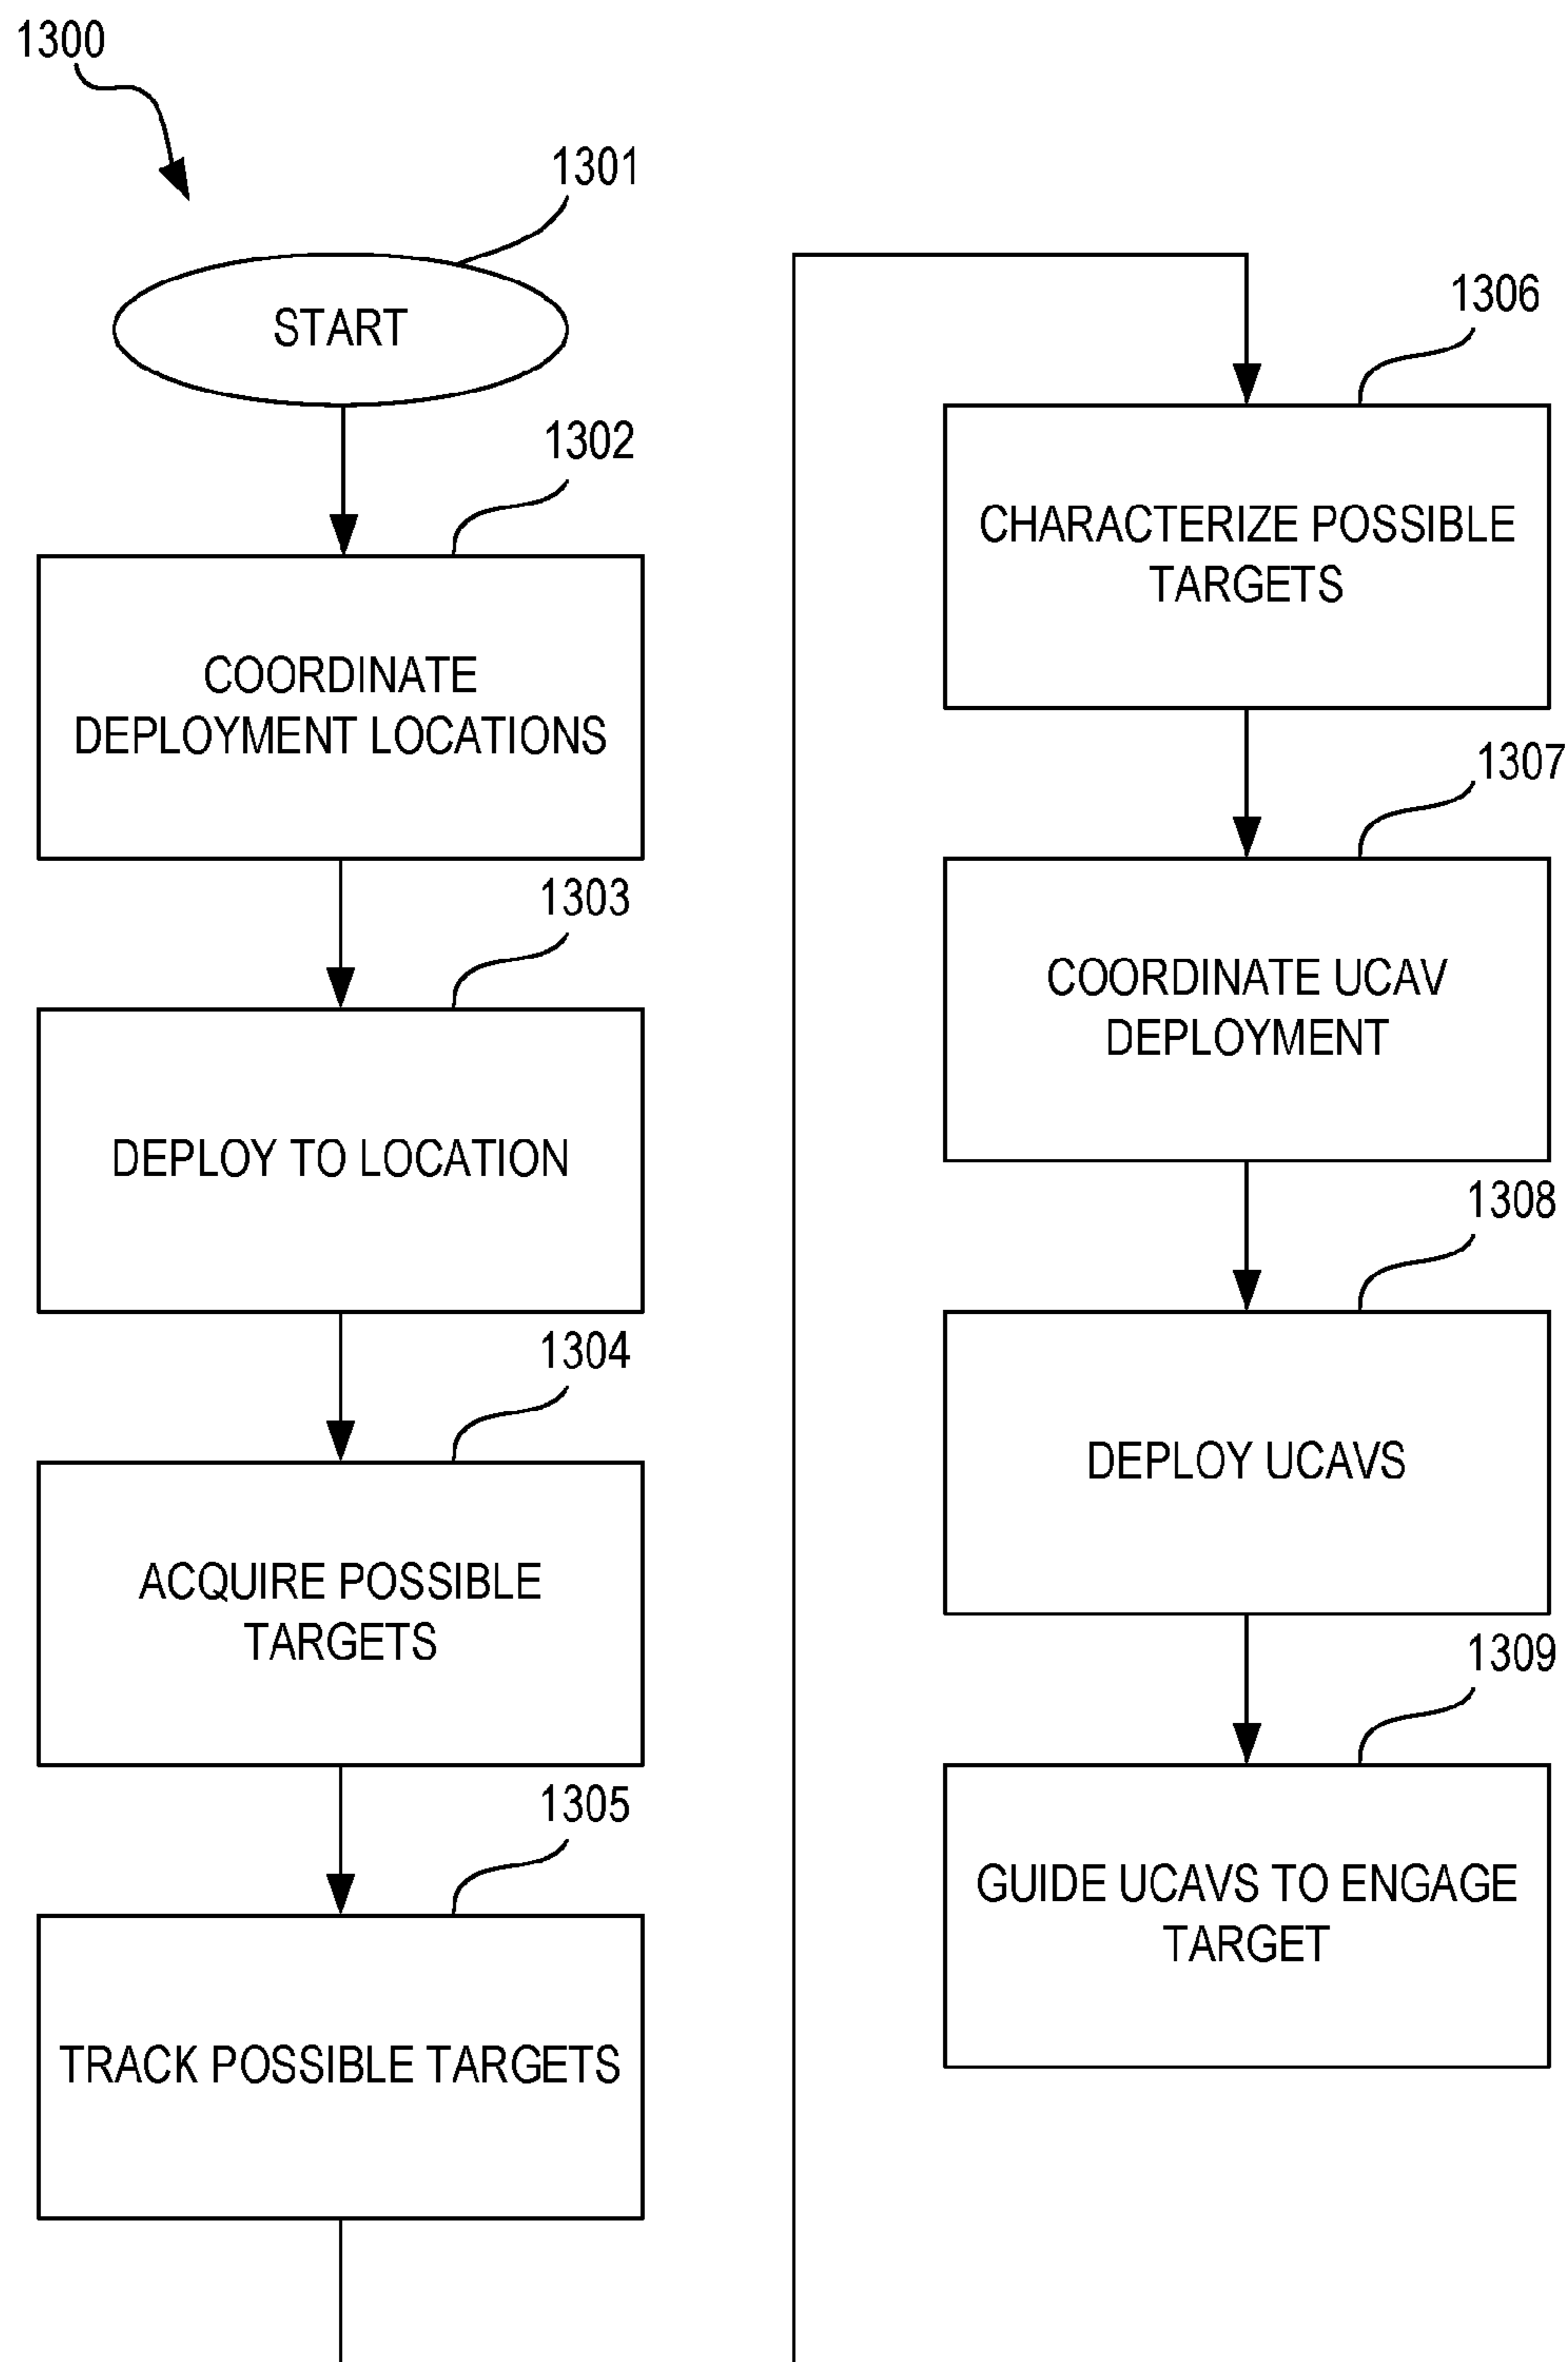 1300
1301
START
1302
COORDINATE
DEPLOYMENT LOCATIONS
1303
DEPLOY TO LOCATION
1304
ACQUIRE POSSIBLE
TARGETS
1305
TRACK POSSIBLE TARGETS
1306
CHARACTERIZE POSSIBLE
TARGETS
1307
COORDINATE UCAV
DEPLOYMENT
1308
DEPLOY UCAVS
1309
GUIDE UCAVS TO ENGAGE
TARGET